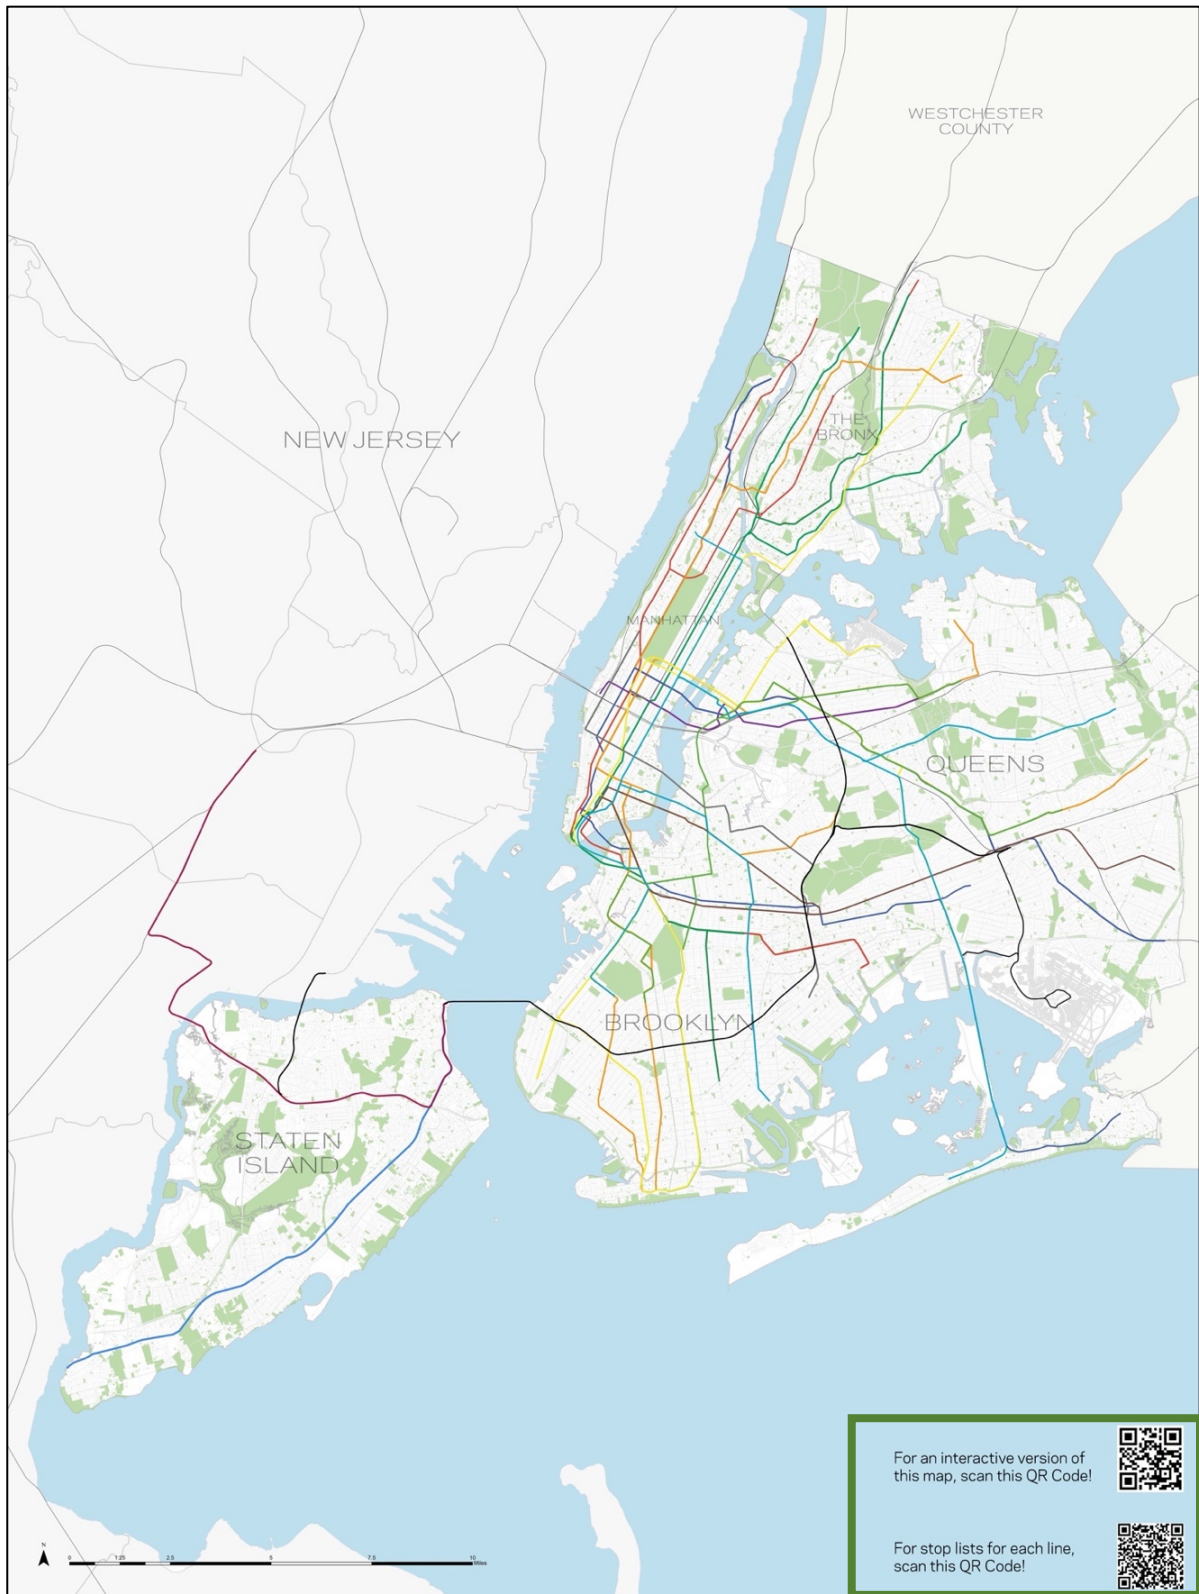 WESTCHESTER
COUNTY
NEW JERSEY
THE
BRONX
MANHATTAN
QUEENS
BROOKLYN
STATEN
ISLAND
For an interactive version of
this map, scan this QR Code!
For stop lists for each line,
scan this QR Code!
N
0 1.25 2.5 5 7.5 10
Miles